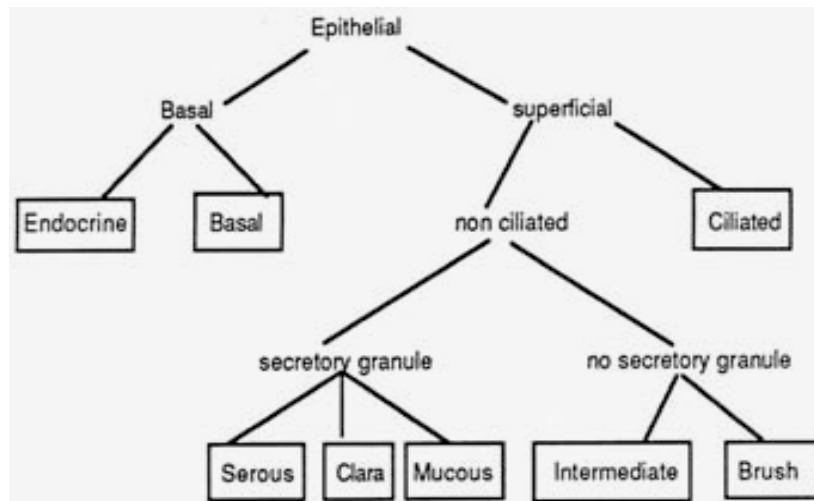 Epithelial
Basal
superficial
Endocrine
Basal
non ciliated
Ciliated
secretory granule
no secretory granule
Serous
Clara
Mucous
Intermediate
Brush